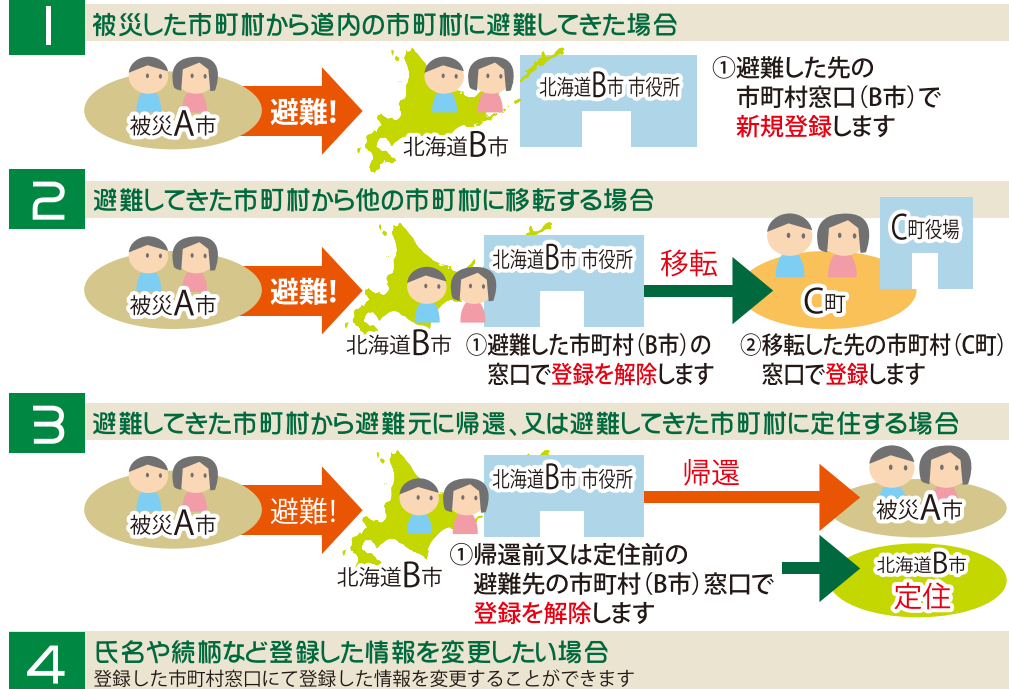 1 被災した市町村から道内の市町村に避難してきた場合
被災A市
避難!
北海道B市
北海道B市 市役所
①避難した先の
市町村窓口(B市)で
新規登録します
2 避難してきた市町村から他の市町村に移転する場合
被災A市
避難!
北海道B市
北海道B市 市役所
①避難した市町村(B市)の
窓口で登録を解除します
移転
C町
C町役場
②移転した先の市町村(C町)
窓口で登録します
3 避難してきた市町村から避難元に帰還、又は避難してきた市町村に定住する場合
被災A市
避難!
北海道B市
北海道B市 市役所
①帰還前又は定住前の
避難先の市町村(B市)窓口で
登録を解除します
帰還
被災A市
北海道B市
定住
4 氏名や続柄など登録した情報を変更したい場合
登録した市町村窓口にて登録した情報を変更することができます